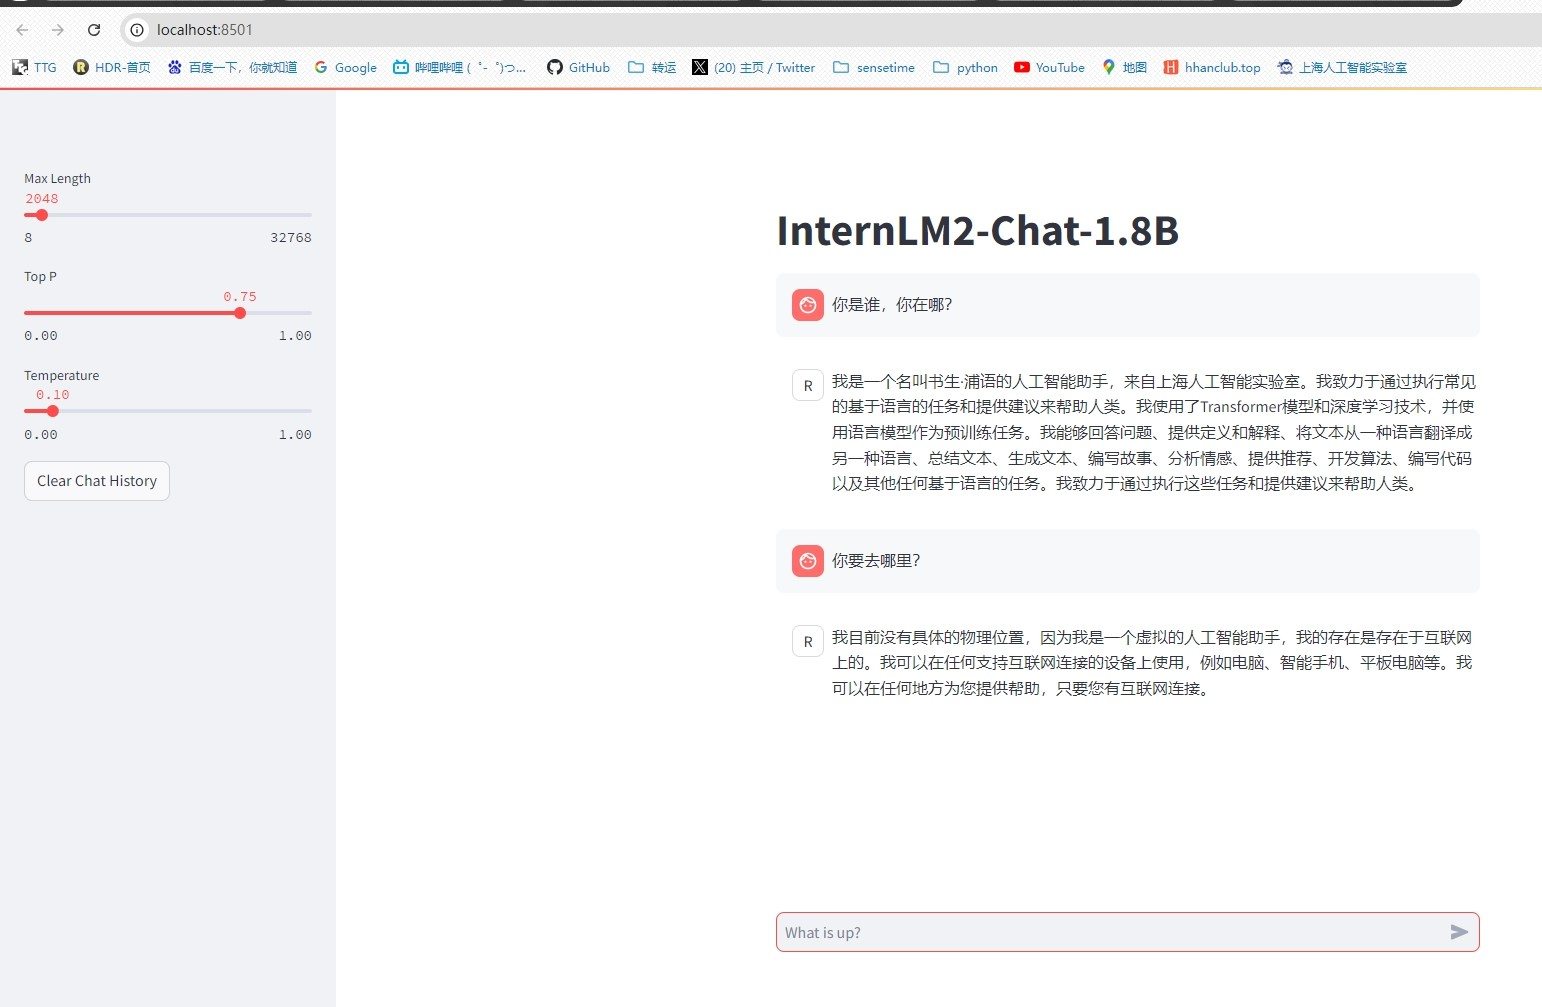 localhost:8501
TTG
HDR-首页
百度一下，你就知道
Google
哔哩哔哩 ( ゜- ゜)つ...
GitHub
转运
(20) 主页 / Twitter
sensetime
python
YouTube
地图
hhanclub.top
上海人工智能实验室
Max Length
2048
8 32768
Top P
0.75
0.00 1.00
Temperature
0.10
0.00 1.00
Clear Chat History
InternLM2-Chat-1.8B
你是谁，你在哪？
R
我是一个名叫书生·浦语的人工智能助手，来自上海人工智能实验室。我致力于通过执行常见
的基于语言的任务和提供建议来帮助人类。我使用了Transformer模型和深度学习技术，并使
用语言模型作为预训练任务。我能够回答问题、提供定义和解释、将文本从一种语言翻译成
另一种语言、总结文本、生成文本、编写故事、分析情感、提供推荐、开发算法、编写代码
以及其他任何基于语言的任务。我致力于通过执行这些任务和提供建议来帮助人类。
你要去哪里？
R
我目前没有具体的物理位置，因为我是一个虚拟的人工智能助手，我的存在是存在于互联网
上的。我可以在任何支持互联网连接的设备上使用，例如电脑、智能手机、平板电脑等。我
可以在任何地方为您提供帮助，只要您有互联网连接。
What is up?